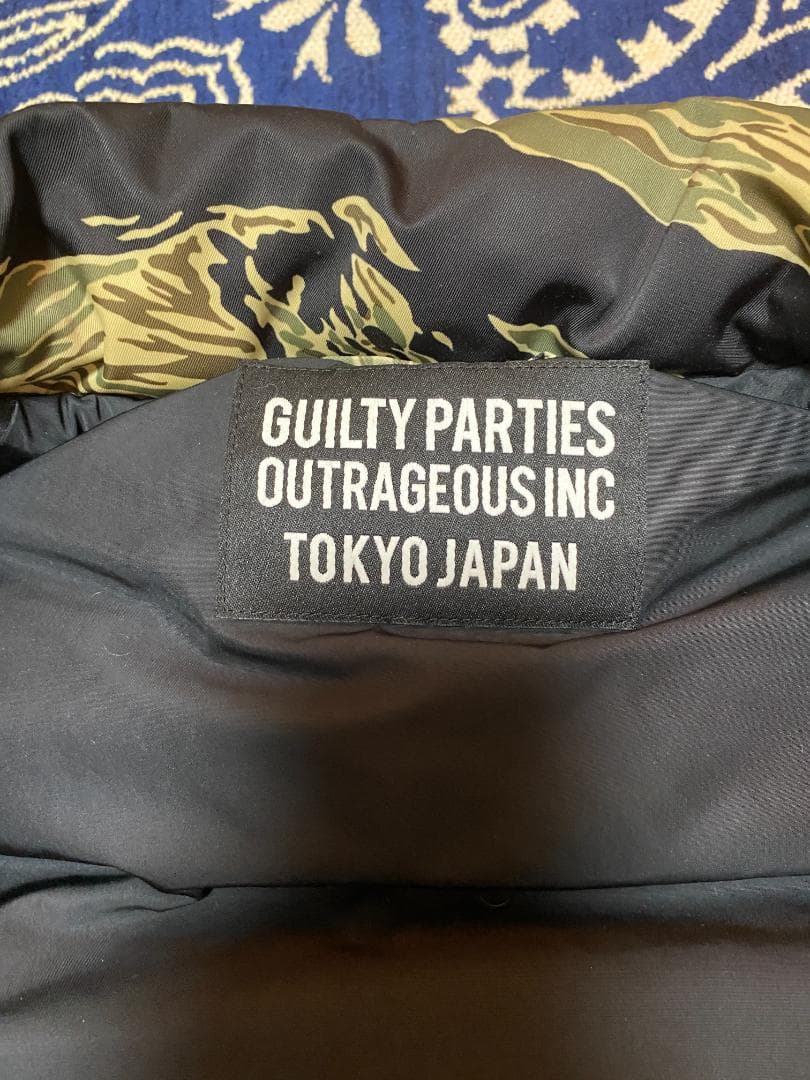 GUILTY PARTIES
OUTRAGEOUS INC
TOKYO JAPAN